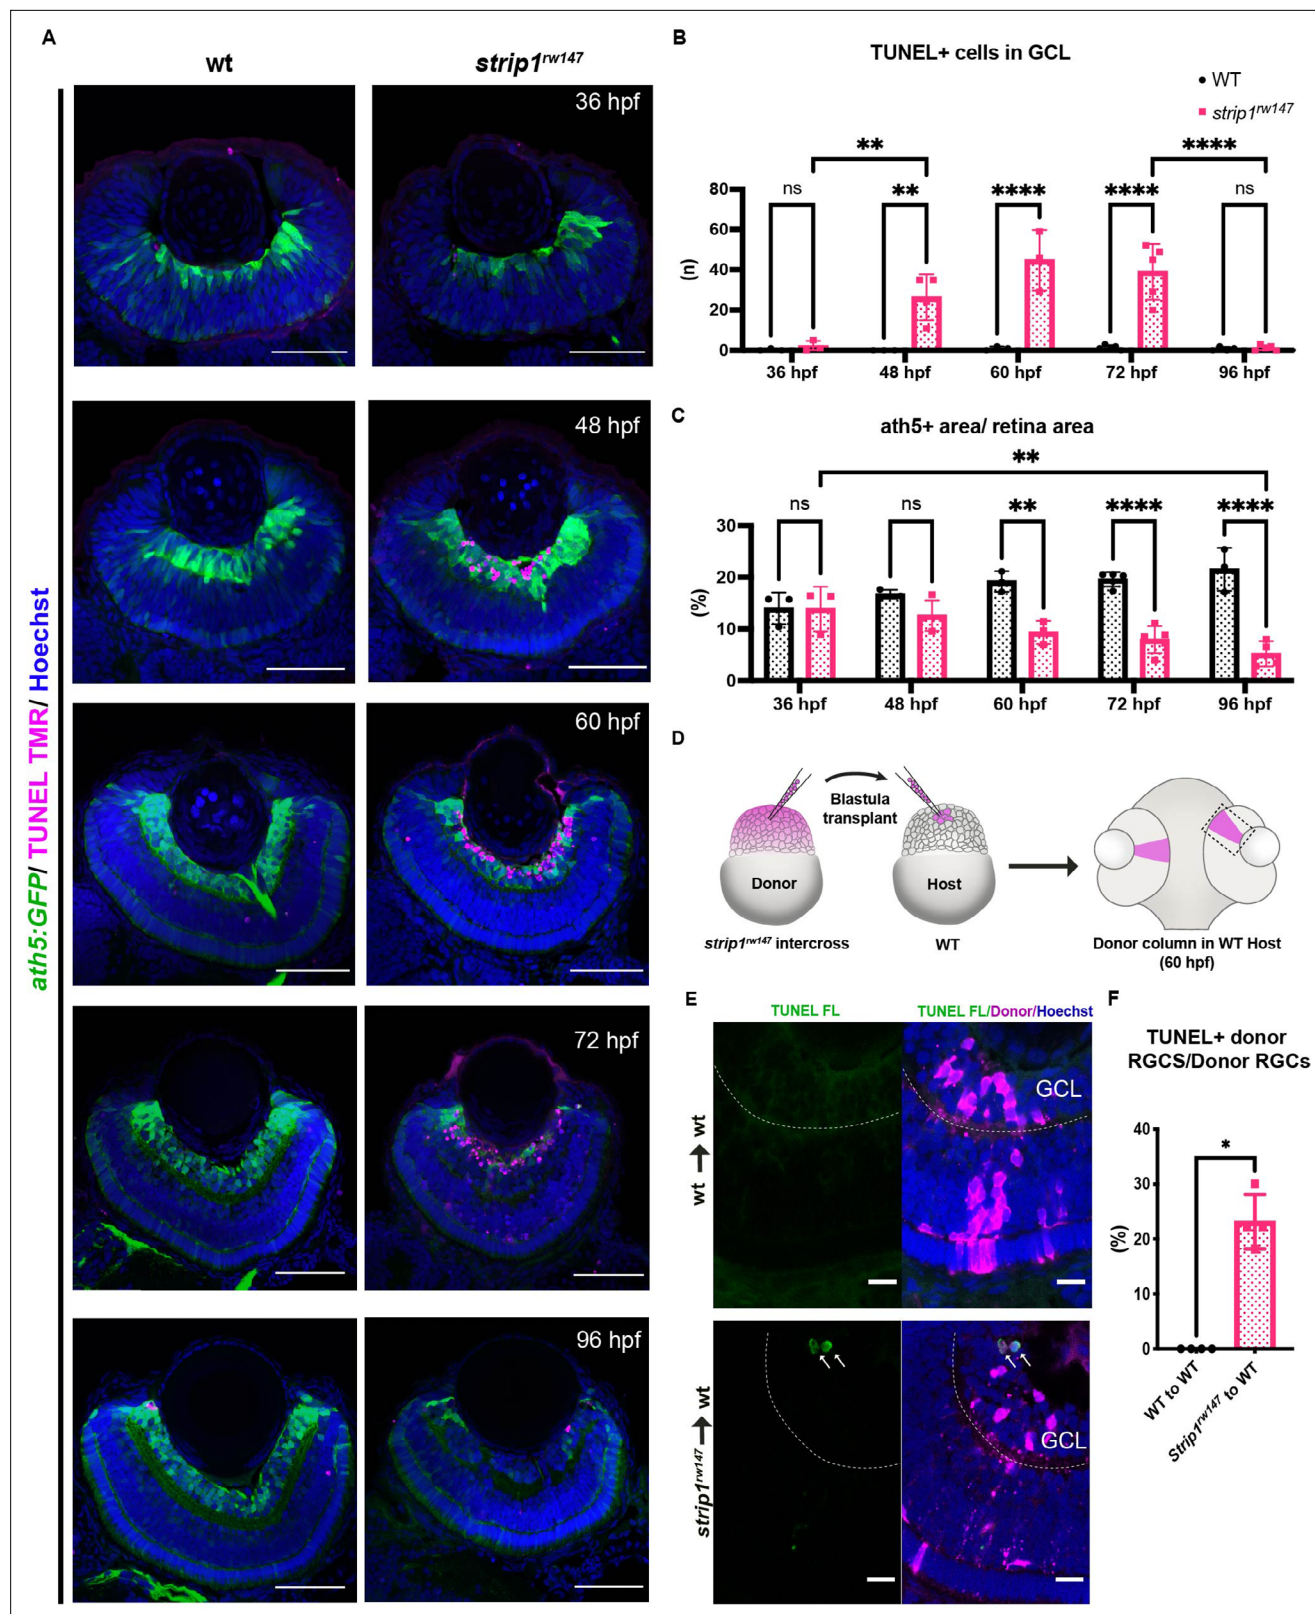 A
wt
strip1rw147
ath5:GFP/ TUNEL TMR/ Hoechst
36 hpf
48 hpf
60 hpf
72 hpf
96 hpf
B
TUNEL+ cells in GCL
WT
strip1rw147
**
****
ns
**
****
****
ns
80
60
40
20
0
(n)
36 hpf
48 hpf
60 hpf
72 hpf
96 hpf
C
ath5+ area/ retina area
**
ns
ns
**
****
****
30
20
10
0
(%)
36 hpf
48 hpf
60 hpf
72 hpf
96 hpf
D
Blastula
transplant
Donor
Host
strip1rw147 intercross
WT
Donor column in WT Host
(60 hpf)
E
TUNEL FL
TUNEL FL/Donor/Hoechst
wt → wt
GCL
strip1rw147 → wt
GCL
F
TUNEL+ donor
RGCS/Donor RGCs
*
40
30
20
10
0
(%)
WT to WT
Strip1rw147 to WT